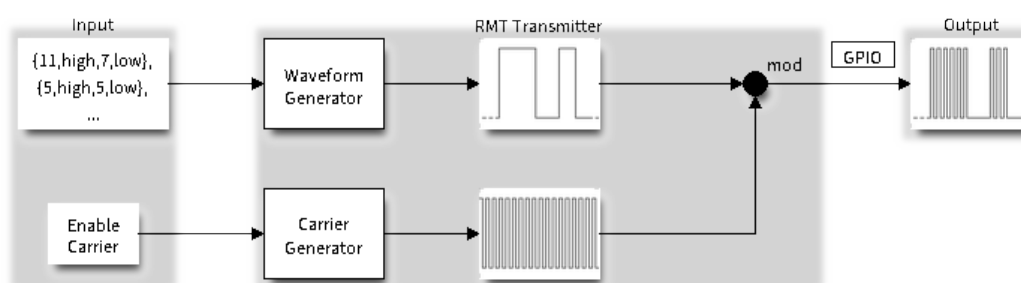 Input
RMT Transmitter
Output
{11,high,7,low},
{5,high,5,low},
...
Waveform
Generator
mod
GPIO
Enable
Carrier
Carrier
Generator